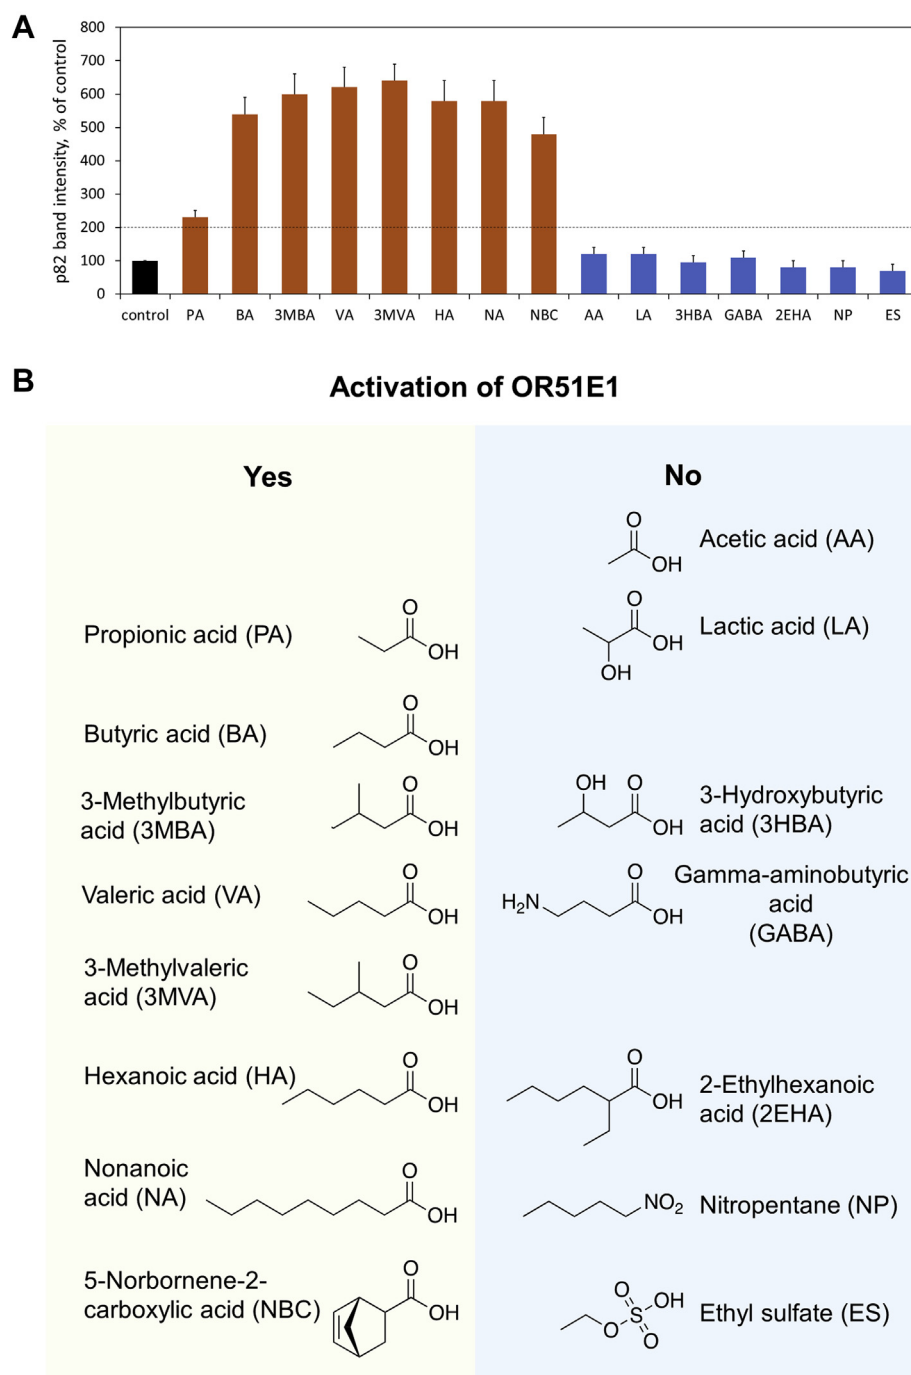 A
p82 band intensity, % of control
800
700
600
500
400
300
200
100
0
control PA BA 3MBA VA 3MVA HA NA NBC AA LA 3HBA GABA 2EHA NP ES
B
Activation of OR51E1
Yes
No
O
OH
Acetic acid (AA)
Propionic acid (PA)
O
OH
O
OH
OH
Lactic acid (LA)
Butyric acid (BA)
O
OH
3-Methylbutyric
acid (3MBA)
O
OH
OH
O
OH
3-Hydroxybutyric
acid (3HBA)
Valeric acid (VA)
O
OH
H2N
O
OH
Gamma-aminobutyric
acid
(GABA)
3-Methylvaleric
acid (3MVA)
O
OH
Hexanoic acid (HA)
O
OH
O
OH
2-Ethylhexanoic
acid (2EHA)
Nonanoic
acid (NA)
O
OH
NO2
Nitropentane (NP)
5-Norbornene-2-
carboxylic acid (NBC)
O
OH
O
OH
S
O
O
Ethyl sulfate (ES)